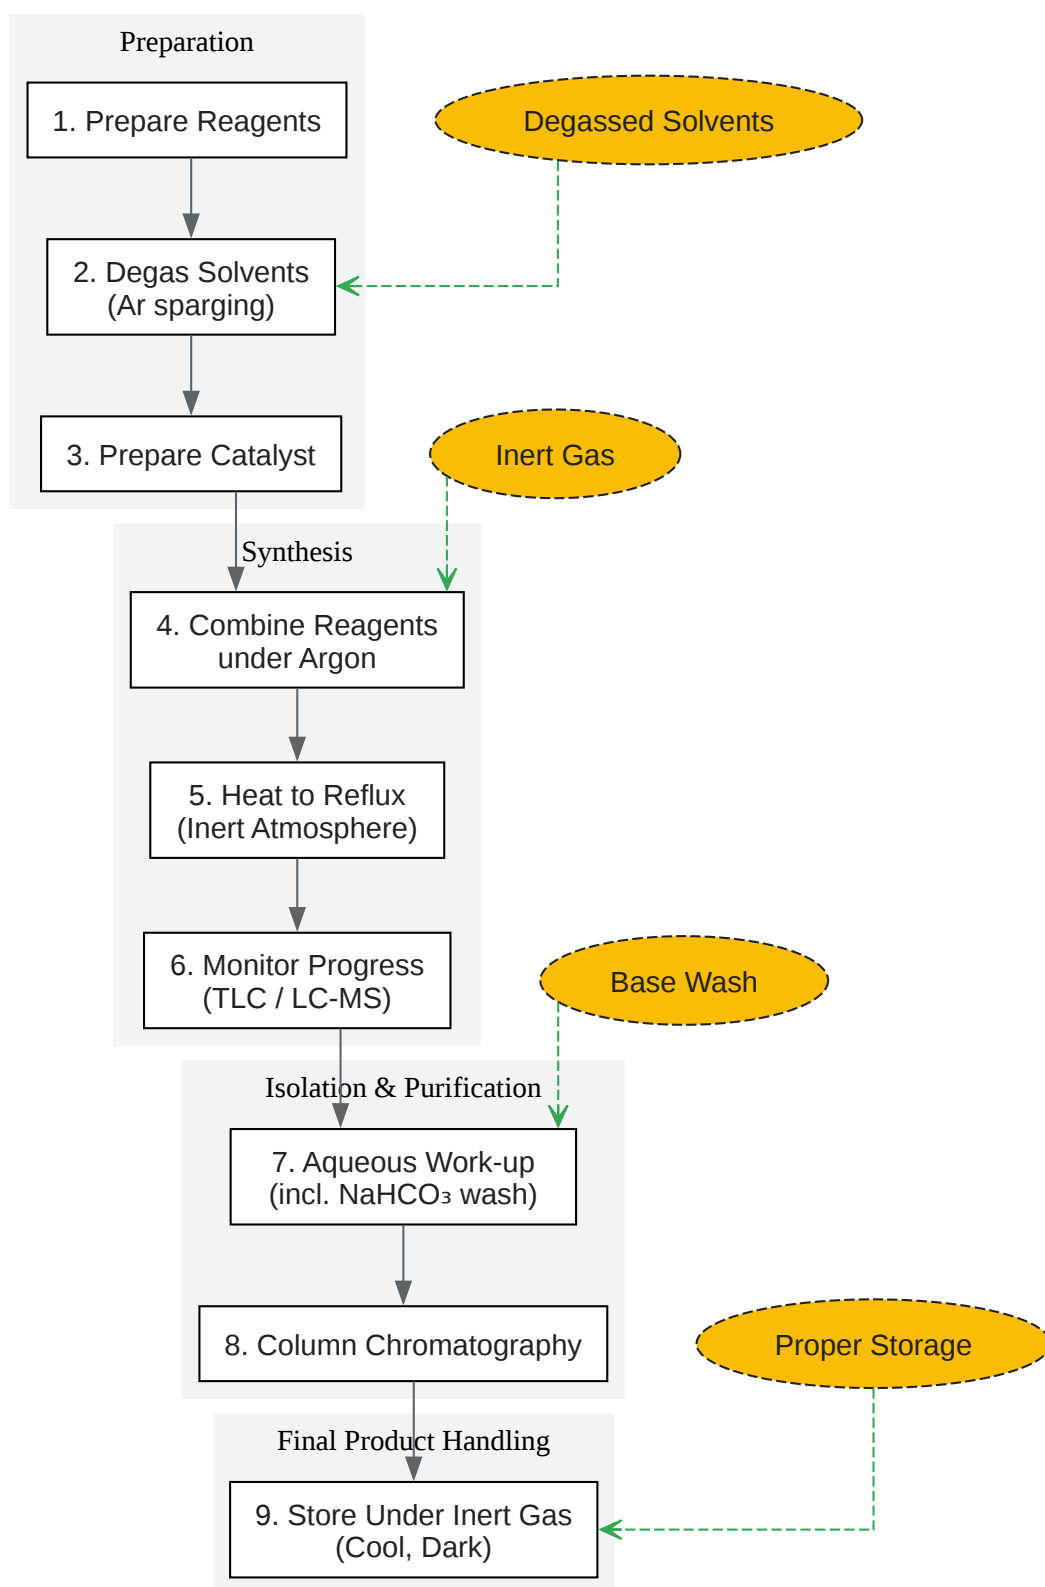 Preparation
1. Prepare Reagents
Degassed Solvents
2. Degas Solvents
(Ar sparging)
3. Prepare Catalyst
Inert Gas
Synthesis
4. Combine Reagents
under Argon
5. Heat to Reflux
(Inert Atmosphere)
6. Monitor Progress
(TLC / LC-MS)
Base Wash
Isolation & Purification
7. Aqueous Work-up
(incl. NaHCO₃ wash)
8. Column Chromatography
Proper Storage
Final Product Handling
9. Store Under Inert Gas
(Cool, Dark)